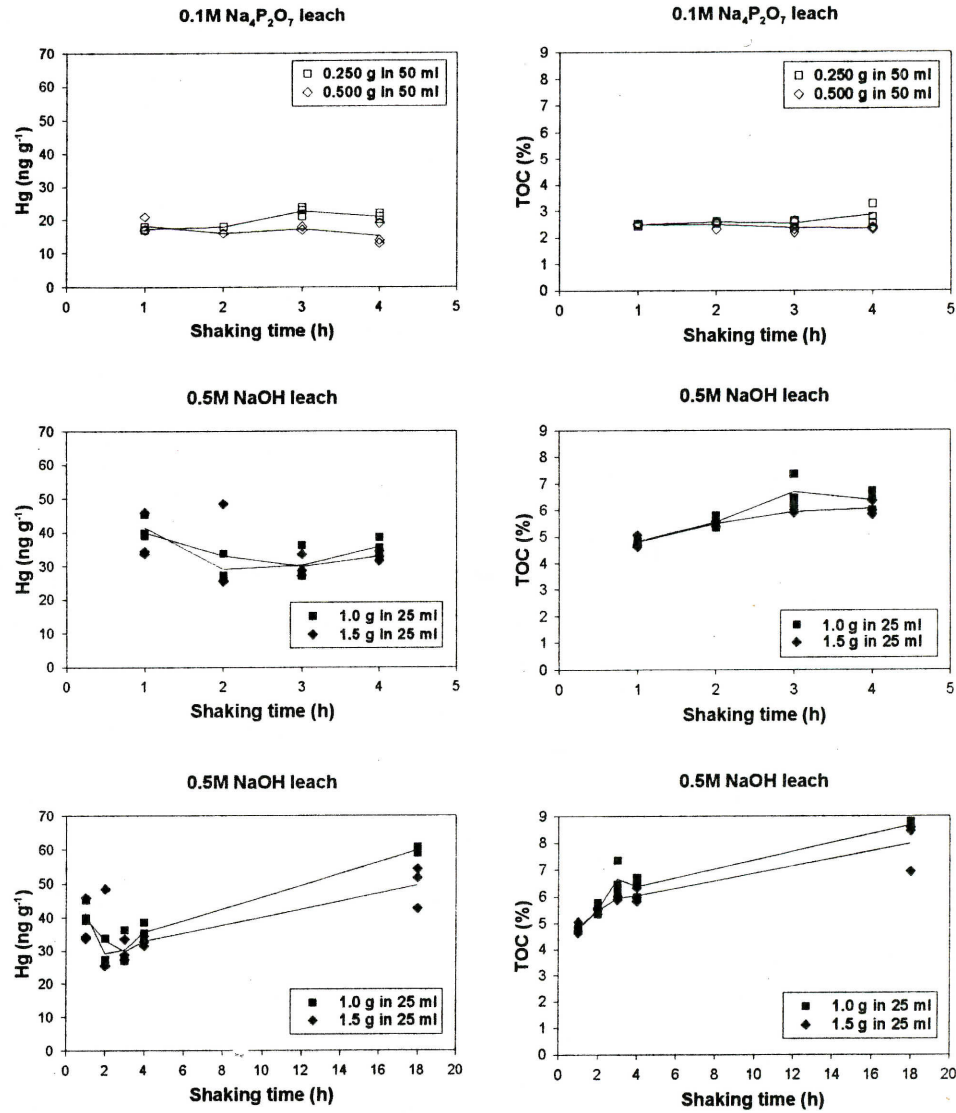 0.1M Na₄P₂O₇ leach
70
60
50
40
30
20
10
0
Hg (ng g⁻¹)
□ 0.250 g in 50 ml
◇ 0.500 g in 50 ml
0 1 2 3 4 5
Shaking time (h)
0.1M Na₄P₂O₇ leach
9
8
7
6
5
4
3
2
1
0
TOC (%)
□ 0.250 g in 50 ml
◇ 0.500 g in 50 ml
0 1 2 3 4 5
Shaking time (h)
0.5M NaOH leach
70
60
50
40
30
20
10
0
Hg (ng g⁻¹)
■ 1.0 g in 25 ml
◆ 1.5 g in 25 ml
0 1 2 3 4 5
Shaking time (h)
0.5M NaOH leach
9
8
7
6
5
4
3
2
1
0
TOC (%)
■ 1.0 g in 25 ml
◆ 1.5 g in 25 ml
0 1 2 3 4 5
Shaking time (h)
0.5M NaOH leach
70
60
50
40
30
20
10
0
Hg (ng g⁻¹)
■ 1.0 g in 25 ml
◆ 1.5 g in 25 ml
0 2 4 6 8 10 12 14 16 18 20
Shaking time (h)
0.5M NaOH leach
9
8
7
6
5
4
3
2
1
0
TOC (%)
■ 1.0 g in 25 ml
◆ 1.5 g in 25 ml
0 2 4 6 8 10 12 14 16 18 20
Shaking time (h)